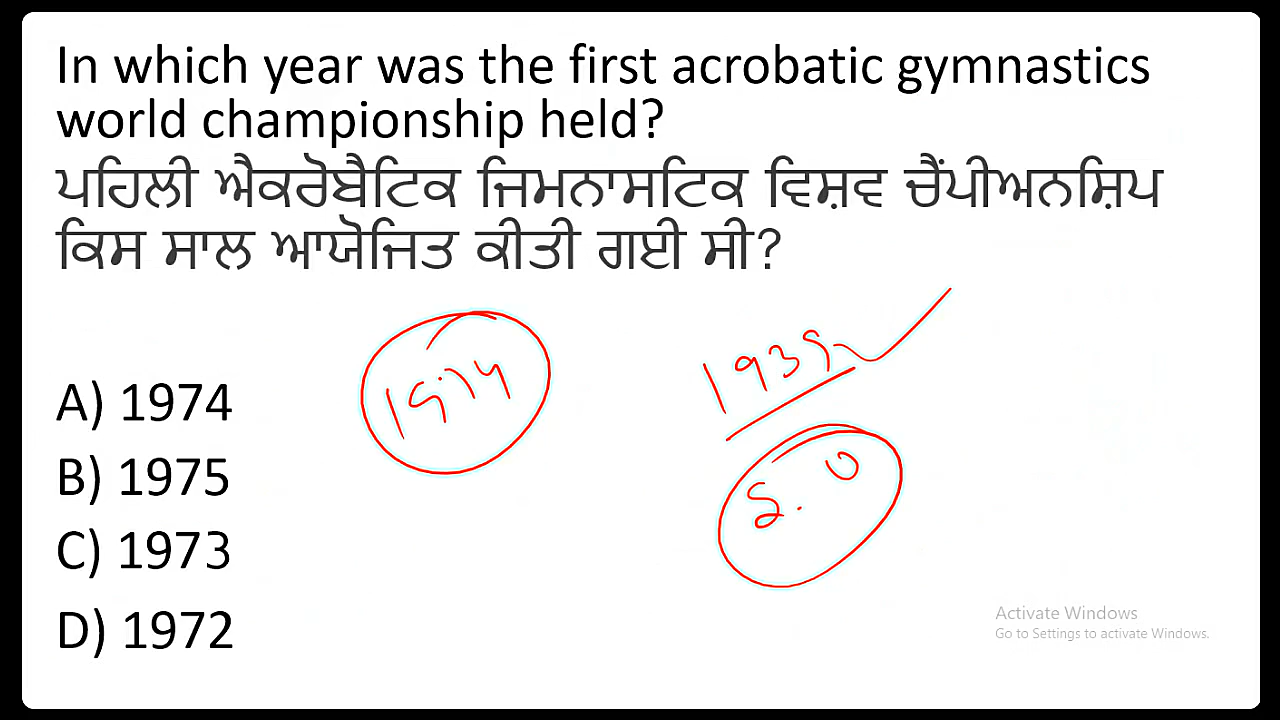 In which year was the first acrobatic gymnastics
world championship held?
ਪਹਿਲੀ ਐਕਰੋਬੈਟਿਕ ਜਿਮਨਾਸਟਿਕ ਵਿਸ਼ਵ ਚੈਂਪੀਅਨਸ਼ਿਪ
ਕਿਸ ਸਾਲ ਆਯੋਜਿਤ ਕੀਤੀ ਗਈ ਸੀ?
A) 1974
1974
B) 1975
C) 1973
D) 1972
Activate Windows
Go to Settings to activate Windows.